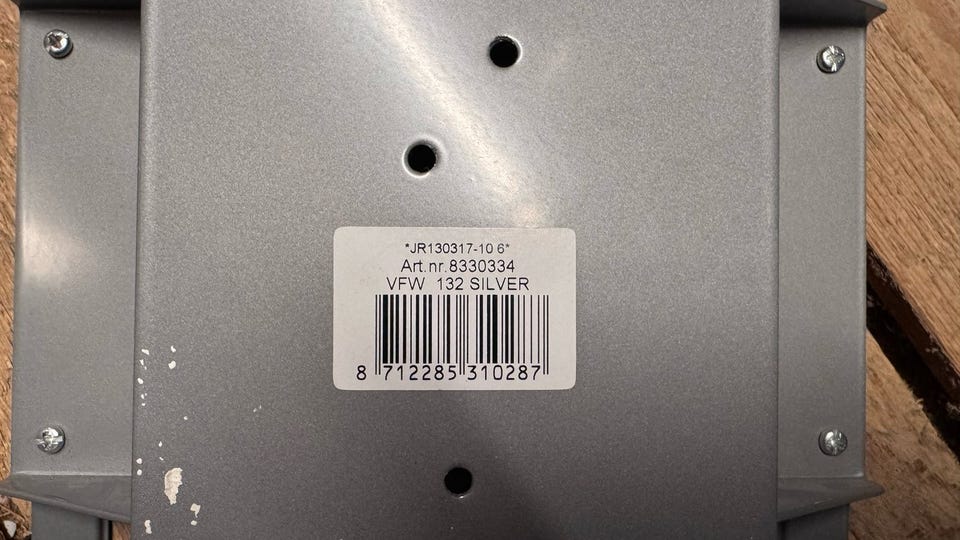 *JR130317-10 6*
Art.nr.8330334
VFW 132 SILVER
8 712285 310287